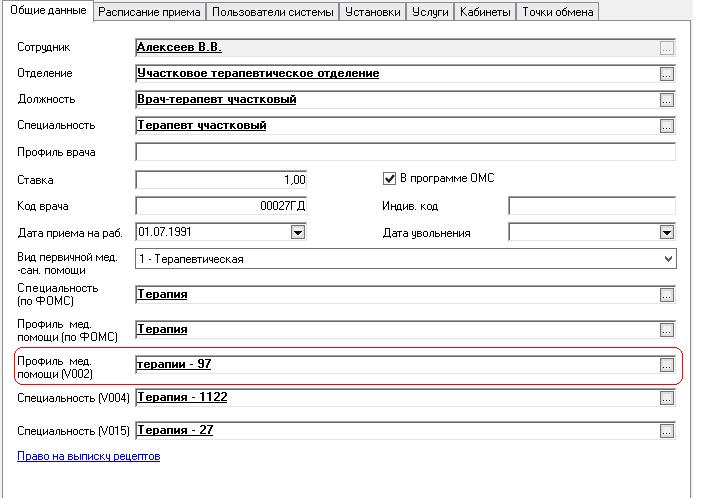 Общие данные Расписание приема Пользователи системы Установки Услуги Кабинеты Точки обмена
Сотрудник Алексеев В.В. ...
Отделение Участковое терапевтическое отделение ...
Должность Врач-терапевт участковый ...
Специальность Терапевт участковый ...
Профиль врача
Ставка 1,00 В программе ОМС
Код врача 00027ГД Индив. код
Дата приема на раб. 01.07.1991 Дата увольнения
Вид первичной мед. 1 - Терапевтическая
-сан. помощи
Специальность Терапия ...
(по ФОМС)
Профиль мед. Терапия ...
помощи (по ФОМС)
Профиль мед. терапии - 97 ...
помощи (V002)
Специальность (V004) Терапия - 1122 ...
Специальность (V015) Терапия - 27 ...
Право на выписку рецептов